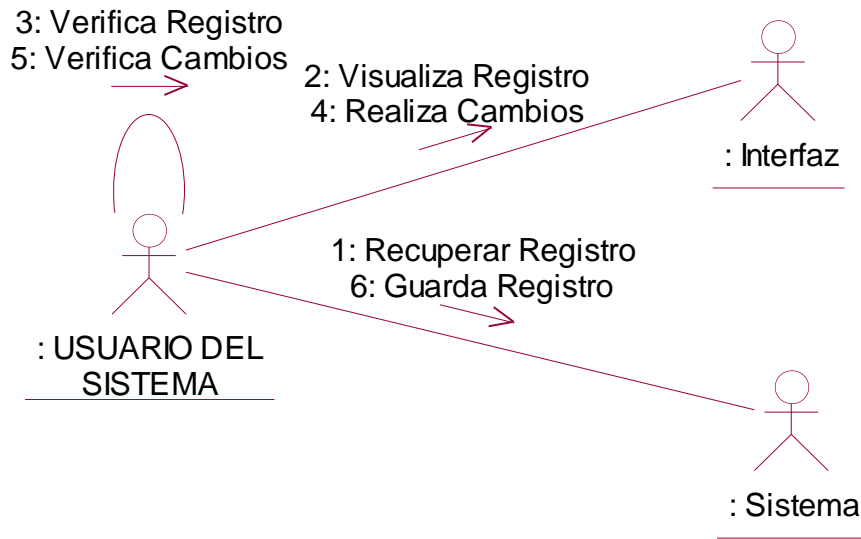 3: Verifica Registro
5: Verifica Cambios
2: Visualiza Registro
4: Realiza Cambios
: Interfaz
1: Recuperar Registro
6: Guarda Registro
: USUARIO DEL
SISTEMA
: Sistema